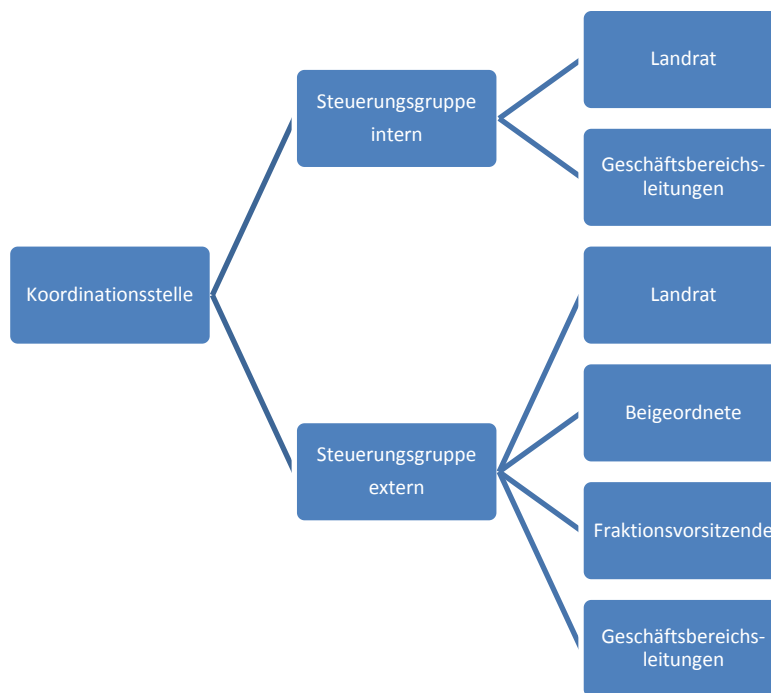 Koordinationsstelle
Steuerungsgruppe
intern
Landrat
Geschäftsbereichs-
leitungen
Steuerungsgruppe
extern
Landrat
Beigeordnete
Fraktionsvorsitzende
Geschäftsbereichs-
leitungen